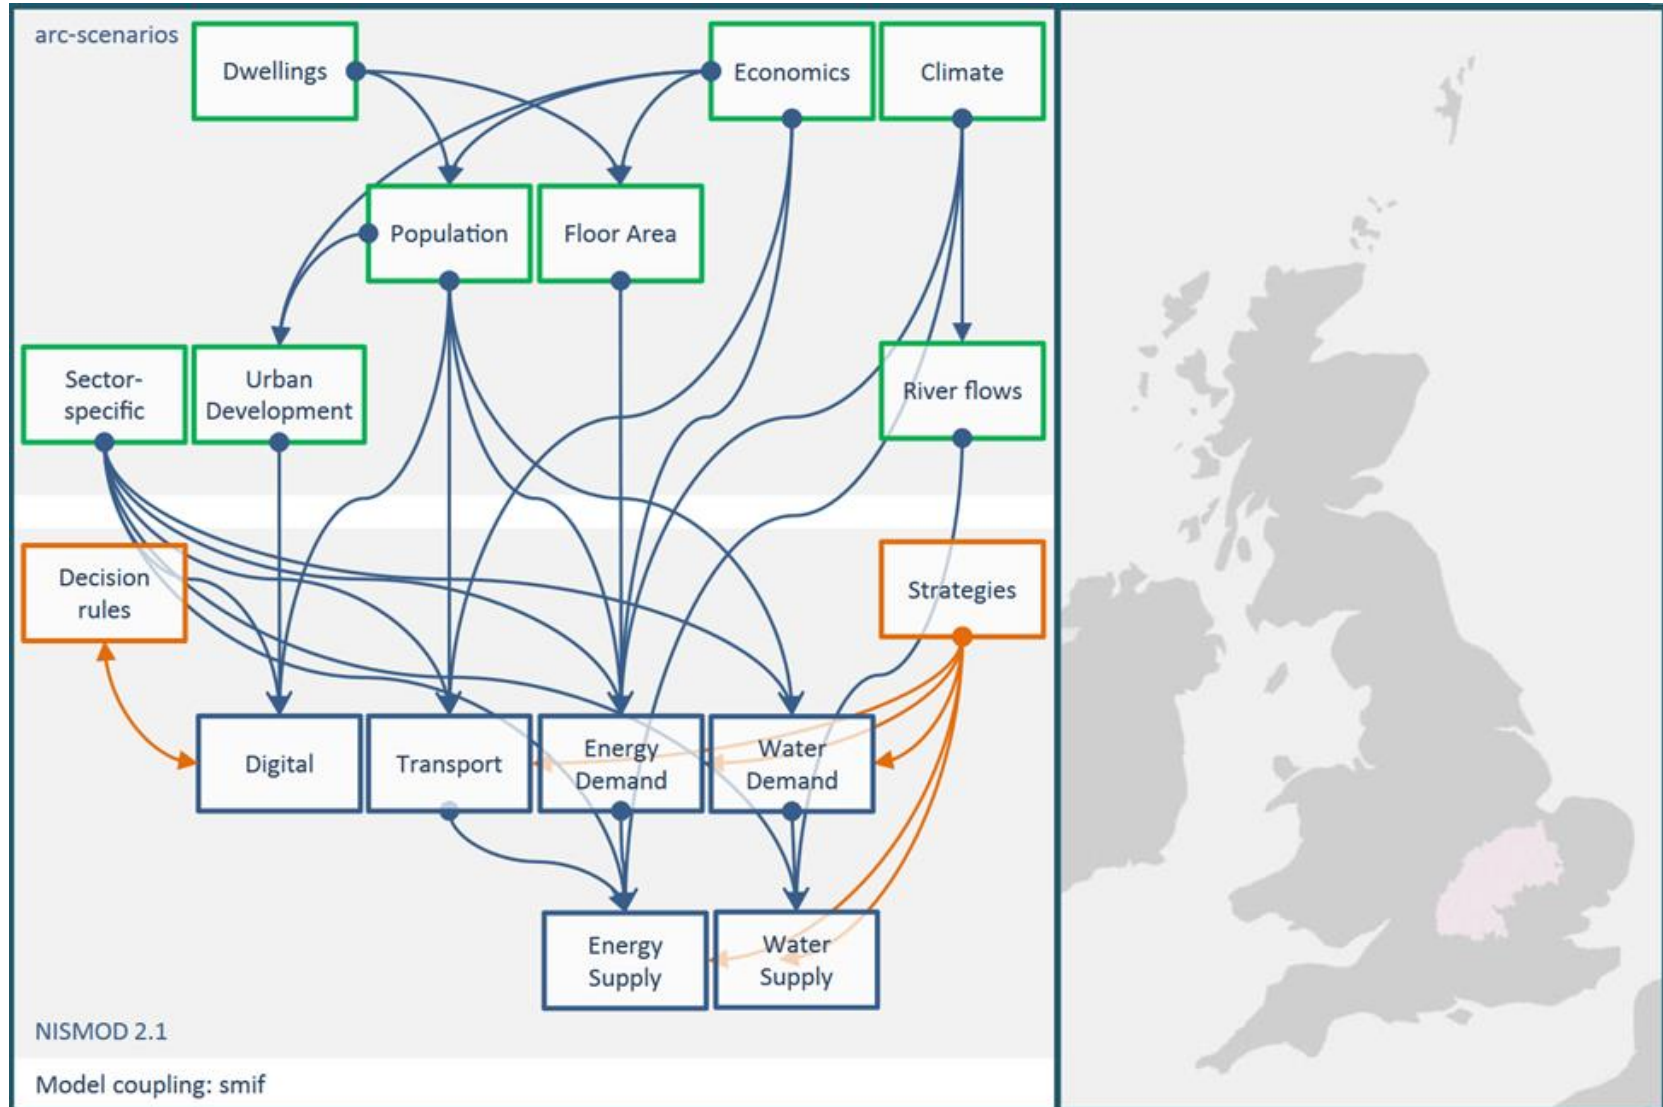 arc-scenarios
Dwellings
Economics
Climate
Population
Floor Area
Sector-
specific
Urban
Development
River flows
Decision
rules
Strategies
Digital
Transport
Energy
Demand
Water
Demand
Energy
Supply
Water
Supply
NISMOD 2.1
Model coupling: smif